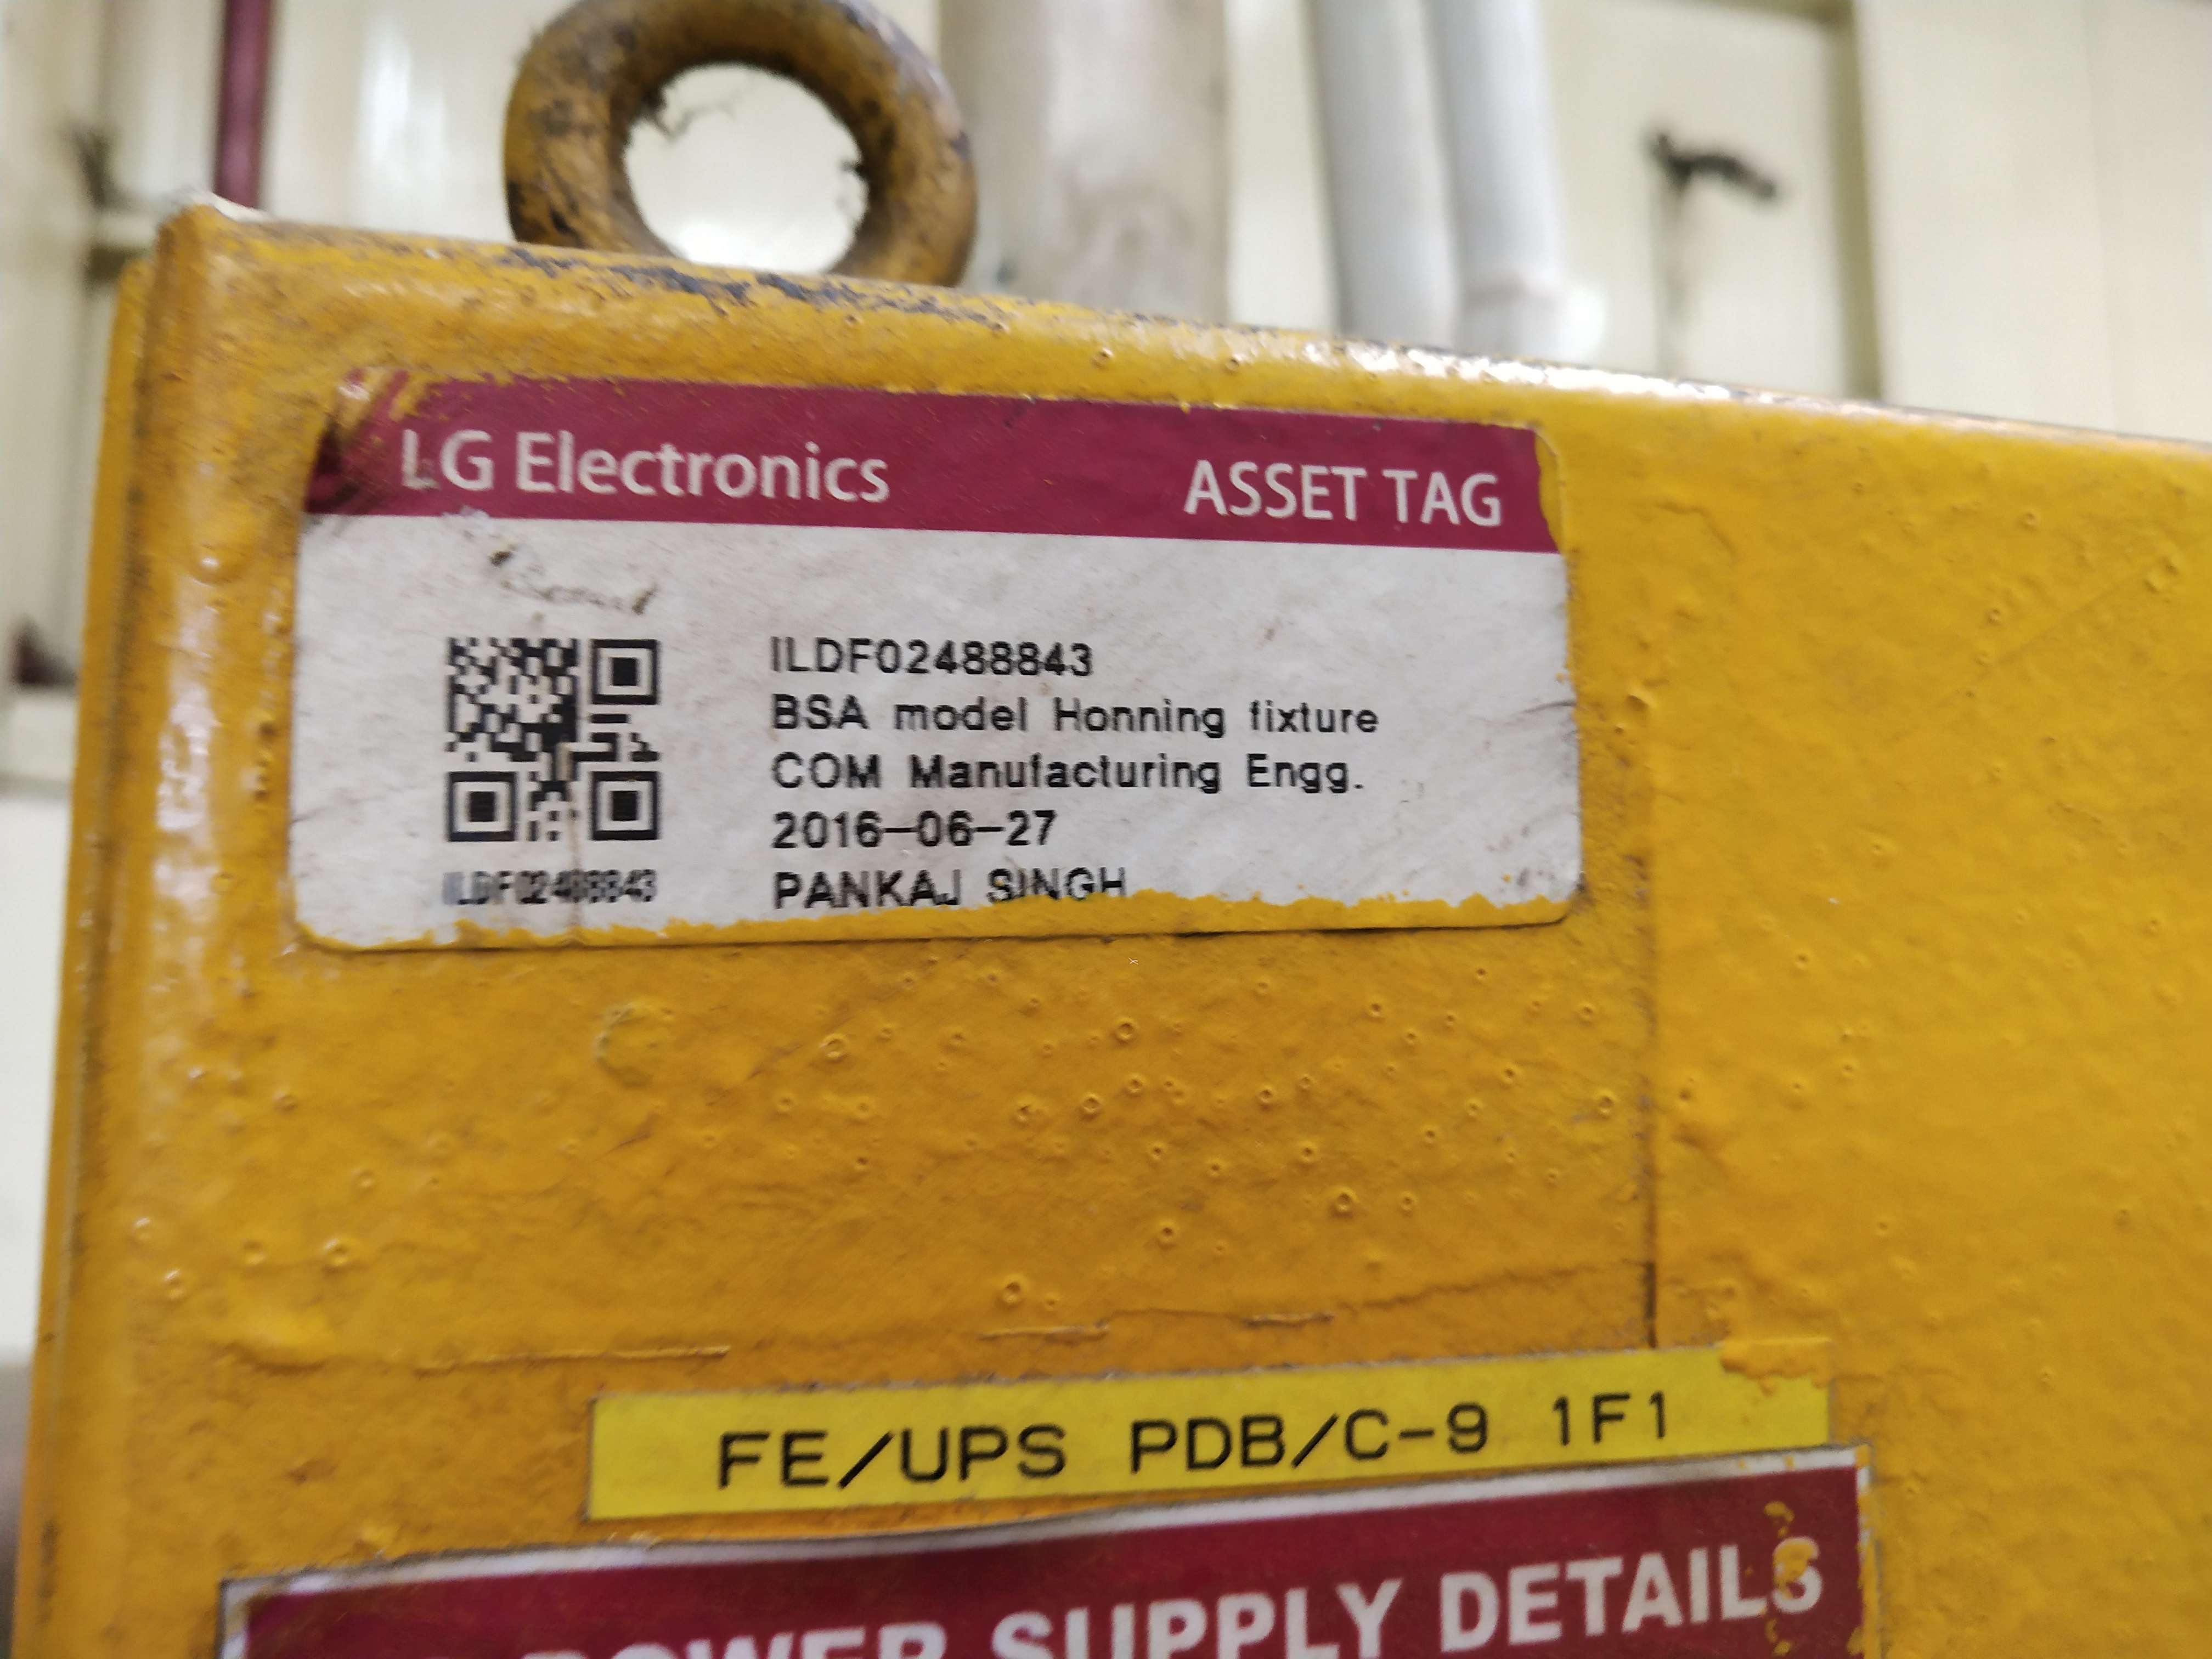 LG Electronics ASSET TAG
ILDF02488843
BSA model Honning fixture
COM Manufacturing Engg.
2016-06-27
PANKAJ SINGH
ILDF02488843
FE/UPS PDB/C-9 1F1
POWER SUPPLY DETAILS